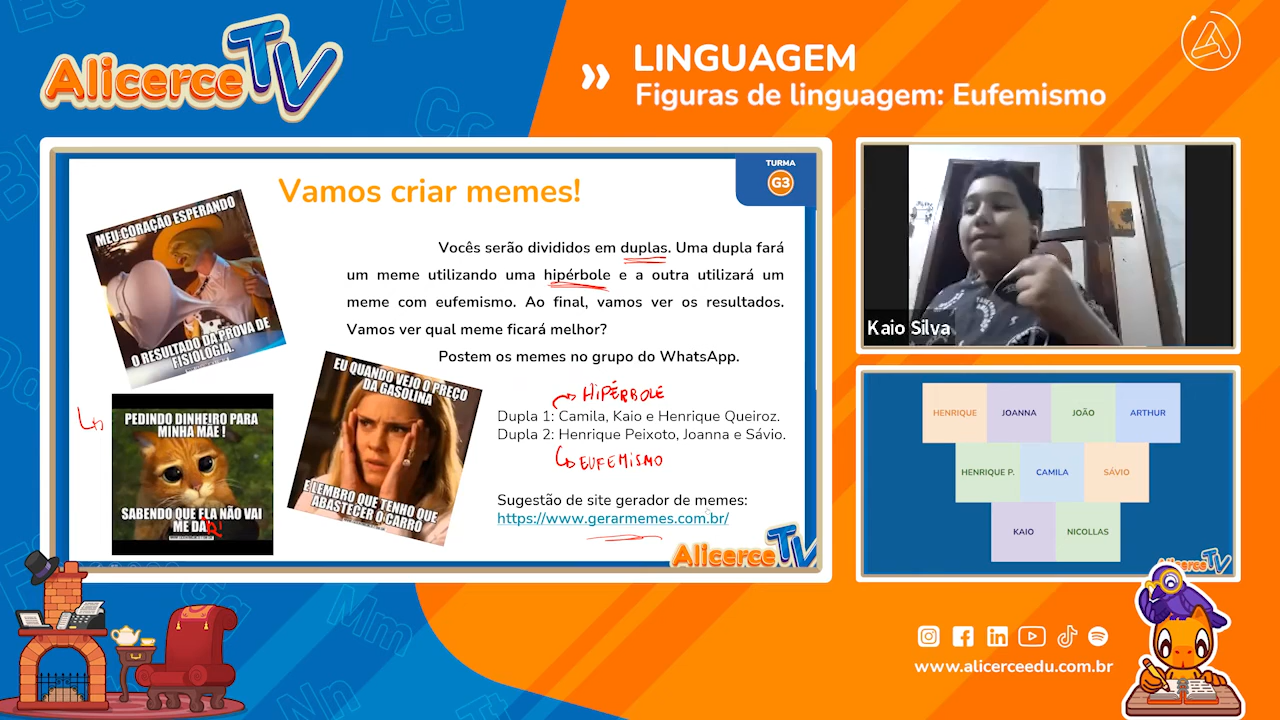 Alicerce TV
LINGUAGEM
Figuras de linguagem: Eufemismo
TURMA
G3
Vamos criar memes!
MEU CORAÇÃO ESPERANDO
O RESULTADO DA PROVA DE
FISIOLOGIA.
Vocês serão divididos em duplas. Uma dupla fará
um meme utilizando uma hipérbole e a outra utilizará um
meme com eufemismo. Ao final, vamos ver os resultados.
Vamos ver qual meme ficará melhor?
Postem os memes no grupo do WhatsApp.
EU QUANDO VEJO O PREÇO
DA GASOLINA
E LEMBRO QUE TENHO QUE
ABASTECER O CARRO
PEDINDO DINHEIRO PARA
MINHA MÃE !
SABENDO QUE ELA NÃO VAI
ME DAR!
HIPÉRBOLE
Dupla 1: Camila, Kaio e Henrique Queiroz.
Dupla 2: Henrique Peixoto, Joanna e Sávio.
EUFEMISMO
Sugestão de site gerador de memes:
https://www.gerarmemes.com.br/
Alicerce TV
Kaio Silva
HENRIQUE JOANNA JOÃO ARTHUR
HENRIQUE P. CAMILA SÁVIO
KAIO NICOLLAS
Alicerce TV
www.alicerceedu.com.br